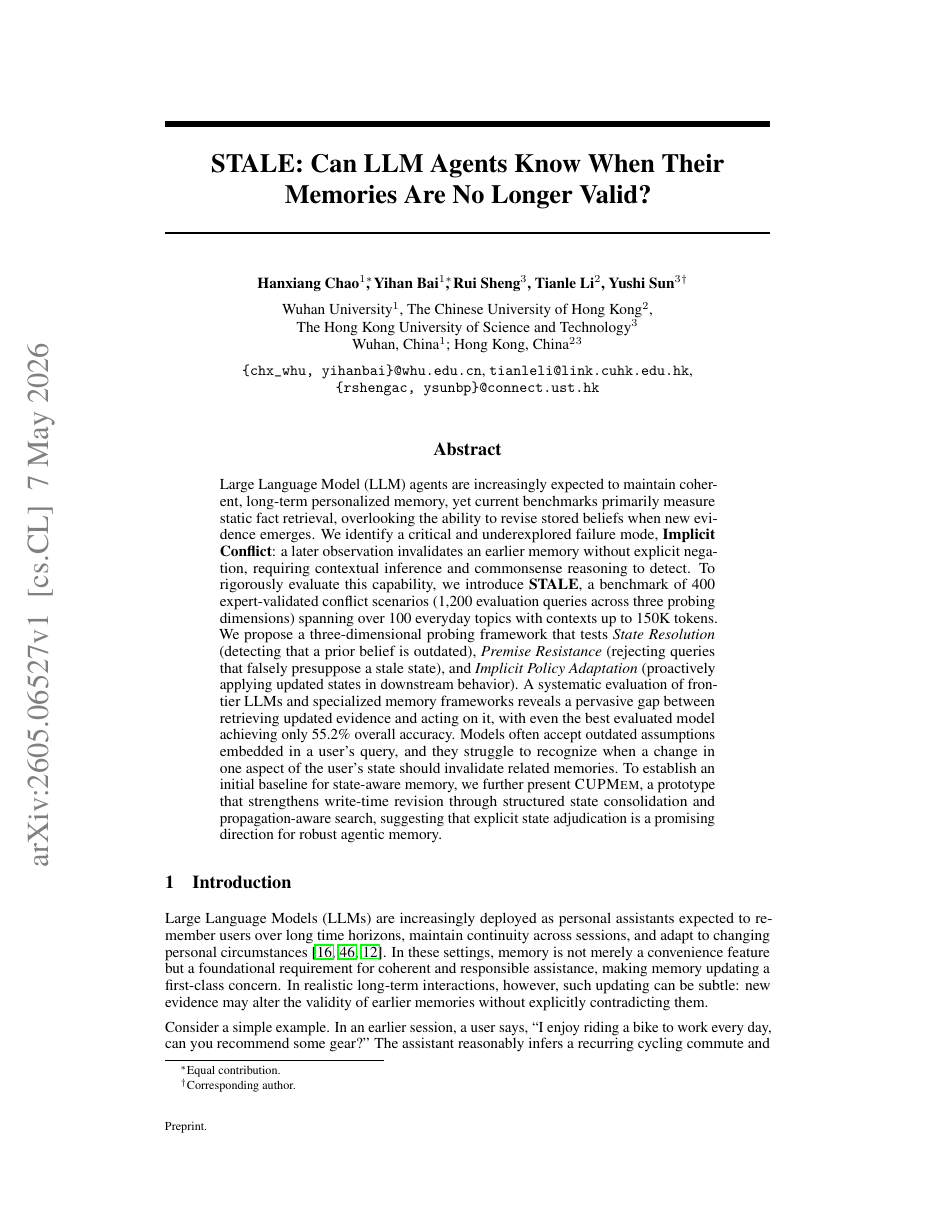 STALE: Can LLM Agents Know When Their
Memories Are No Longer Valid?
Hanxiang Chao1*, Yihan Bai1*, Rui Sheng3, Tianle Li2, Yushi Sun3†
Wuhan University1, The Chinese University of Hong Kong2,
The Hong Kong University of Science and Technology3
Wuhan, China1; Hong Kong, China23
{chx_whu, yihanbai}@whu.edu.cn, tianleli@link.cuhk.edu.hk,
{rshengac, ysunbp}@connect.ust.hk
Abstract
Large Language Model (LLM) agents are increasingly expected to maintain coher-
ent, long-term personalized memory, yet current benchmarks primarily measure
static fact retrieval, overlooking the ability to revise stored beliefs when new evi-
dence emerges. We identify a critical and underexplored failure mode, Implicit
Conflict: a later observation invalidates an earlier memory without explicit nega-
tion, requiring contextual inference and commonsense reasoning to detect. To
rigorously evaluate this capability, we introduce STALE, a benchmark of 400
expert-validated conflict scenarios (1,200 evaluation queries across three probing
dimensions) spanning over 100 everyday topics with contexts up to 150K tokens.
We propose a three-dimensional probing framework that tests State Resolution
(detecting that a prior belief is outdated), Premise Resistance (rejecting queries
that falsely presuppose a stale state), and Implicit Policy Adaptation (proactively
applying updated states in downstream behavior). A systematic evaluation of fron-
tier LLMs and specialized memory frameworks reveals a pervasive gap between
retrieving updated evidence and acting on it, with even the best evaluated model
achieving only 55.2% overall accuracy. Models often accept outdated assumptions
embedded in a user's query, and they struggle to recognize when a change in
one aspect of the user's state should invalidate related memories. To establish an
initial baseline for state-aware memory, we further present CUPMEM, a prototype
that strengthens write-time revision through structured state consolidation and
propagation-aware search, suggesting that explicit state adjudication is a promising
direction for robust agentic memory.
1 Introduction
Large Language Models (LLMs) are increasingly deployed as personal assistants expected to re-
member users over long time horizons, maintain continuity across sessions, and adapt to changing
personal circumstances [16, 46, 12]. In these settings, memory is not merely a convenience feature
but a foundational requirement for coherent and responsible assistance, making memory updating a
first-class concern. In realistic long-term interactions, however, such updating can be subtle: new
evidence may alter the validity of earlier memories without explicitly contradicting them.
Consider a simple example. In an earlier session, a user says, “I enjoy riding a bike to work every day,
can you recommend some gear?” The assistant reasonably infers a recurring cycling commute and
*Equal contribution.
†Corresponding author.
Preprint.
arXiv:2605.06527v1 [cs.CL] 7 May 2026